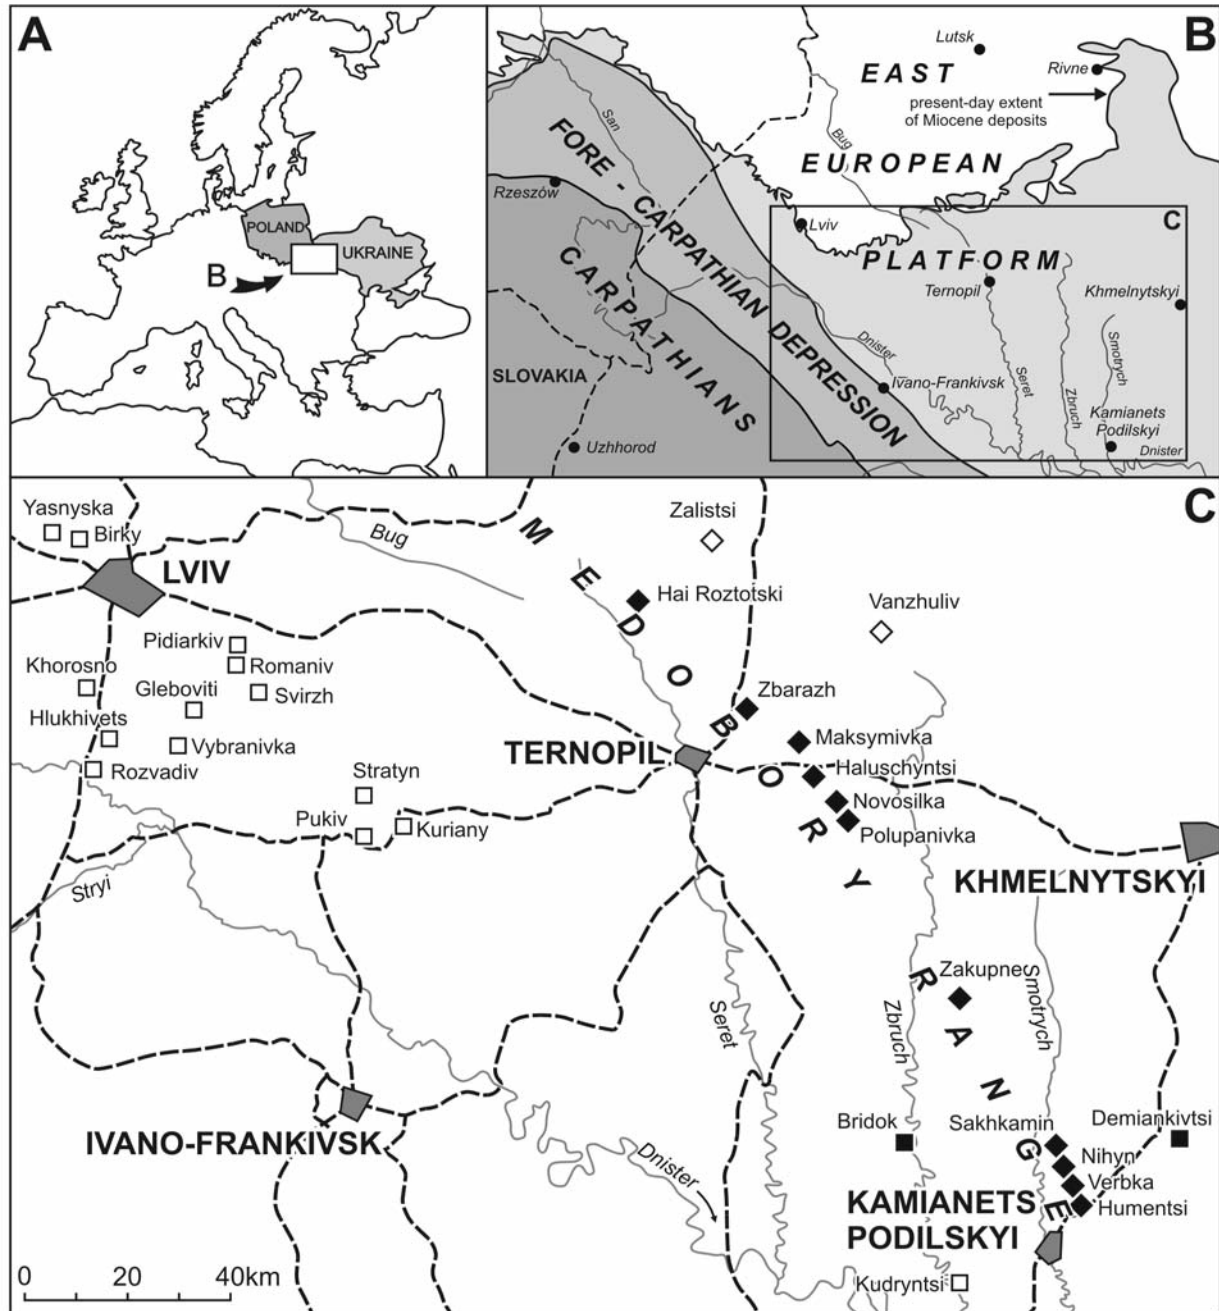 A
POLAND
UKRAINE
B
B
Lutsk
EAST
Rivne
present-day extent
of Miocene deposits
San
Bug
FORE - CARPATHIAN DEPRESSION
EUROPEAN
Rzeszów
Lviv
C
CARPATHIANS
PLATFORM
Ternopil
Khmelnytskyi
Dnister
Smotrych
SLOVAKIA
Ivano-Frankivsk
Seret
Zbruch
Kamianets
Podilskyi
Uzhhorod
Dnister
C
Yasnyska
Birky
Bug
MEDOBORY RANGE
Zalistsi
LVIV
Hai Roztotski
Vanzhuliv
Pidiarkiv
Khorosno
Romaniv
Gleboviti
Svirzh
Zbarazh
Hlukhivets
Vybranivka
Maksymivka
TERNOPIL
Rozvadiv
Stratyn
Haluschyntsi
Novosilka
Pukiv
Kuriany
Polupanivka
Stryi
KHMELNYTSKYI
Zakupne
Smotrych
Seret
Zbruch
IVANO-FRANKIVSK
Bridok
Sakhkamin
Demiankivtsi
Nihyn
Dnister
Verbka
KAMIANETS
PODILSKYI
Humentsi
Kudryntsi
0 20 40km